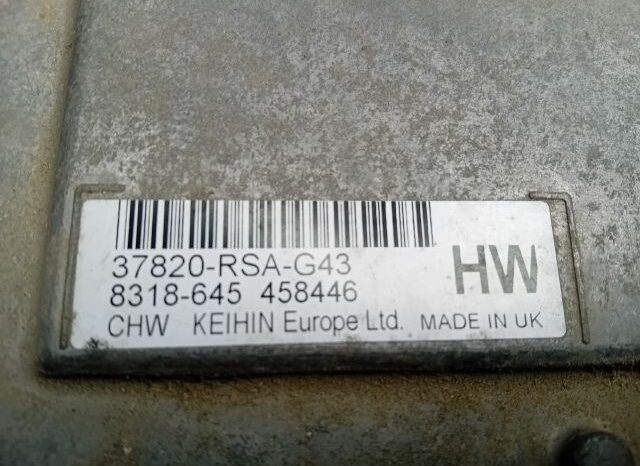 37820-RSA-G43
8318-645 458446
HW
CHW KEIHIN Europe Ltd. MADE IN UK